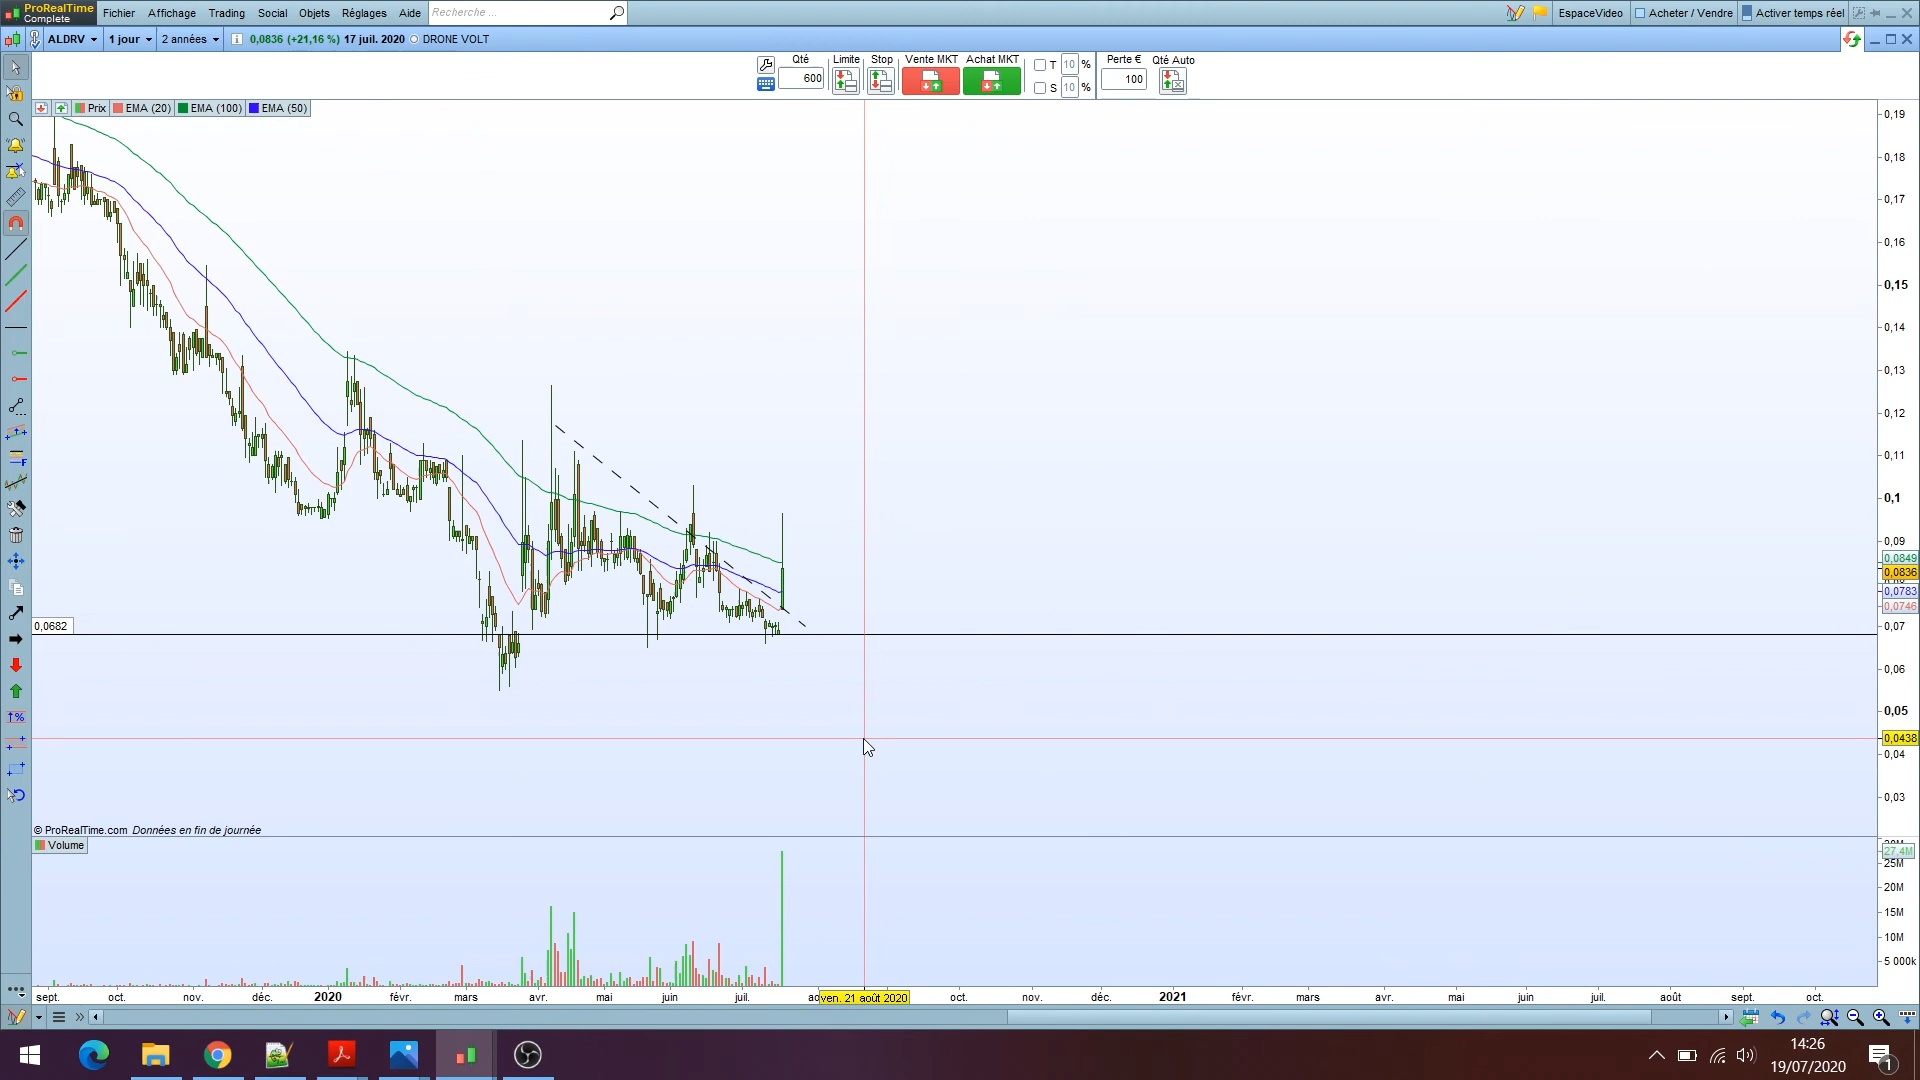 ProRealTime
Complete
Fichier Affichage Trading Social Objets Réglages Aide Recherche ...
EspaceVideo Acheter / Vendre Activer temps réel
ALDRV 1 jour 2 années 0,0836 (+21,16 %) 17 juil. 2020 DRONE VOLT
Qté Limite Stop Vente MKT Achat MKT T 10 % Perte € Qté Auto
600 S 10 % 100
Prix EMA (20) EMA (100) EMA (50)
0,19
0,18
0,17
0,16
0,15
0,14
0,13
0,12
0,11
0,1
0,09
0,0849
0,0836
0,0783
0,0746
0,07
0,0682
0,06
0,05
0,0438
0,04
0,03
© ProRealTime.com Données en fin de journée
Volume
27,4M
25M
20M
15M
10M
5 000k
sept. oct. nov. déc. 2020 févr. mars avr. mai juin juil. ven. 21 août 2020 oct. nov. déc. 2021 févr. mars avr. mai juin juil. août sept. oct.
14:26
19/07/2020
1